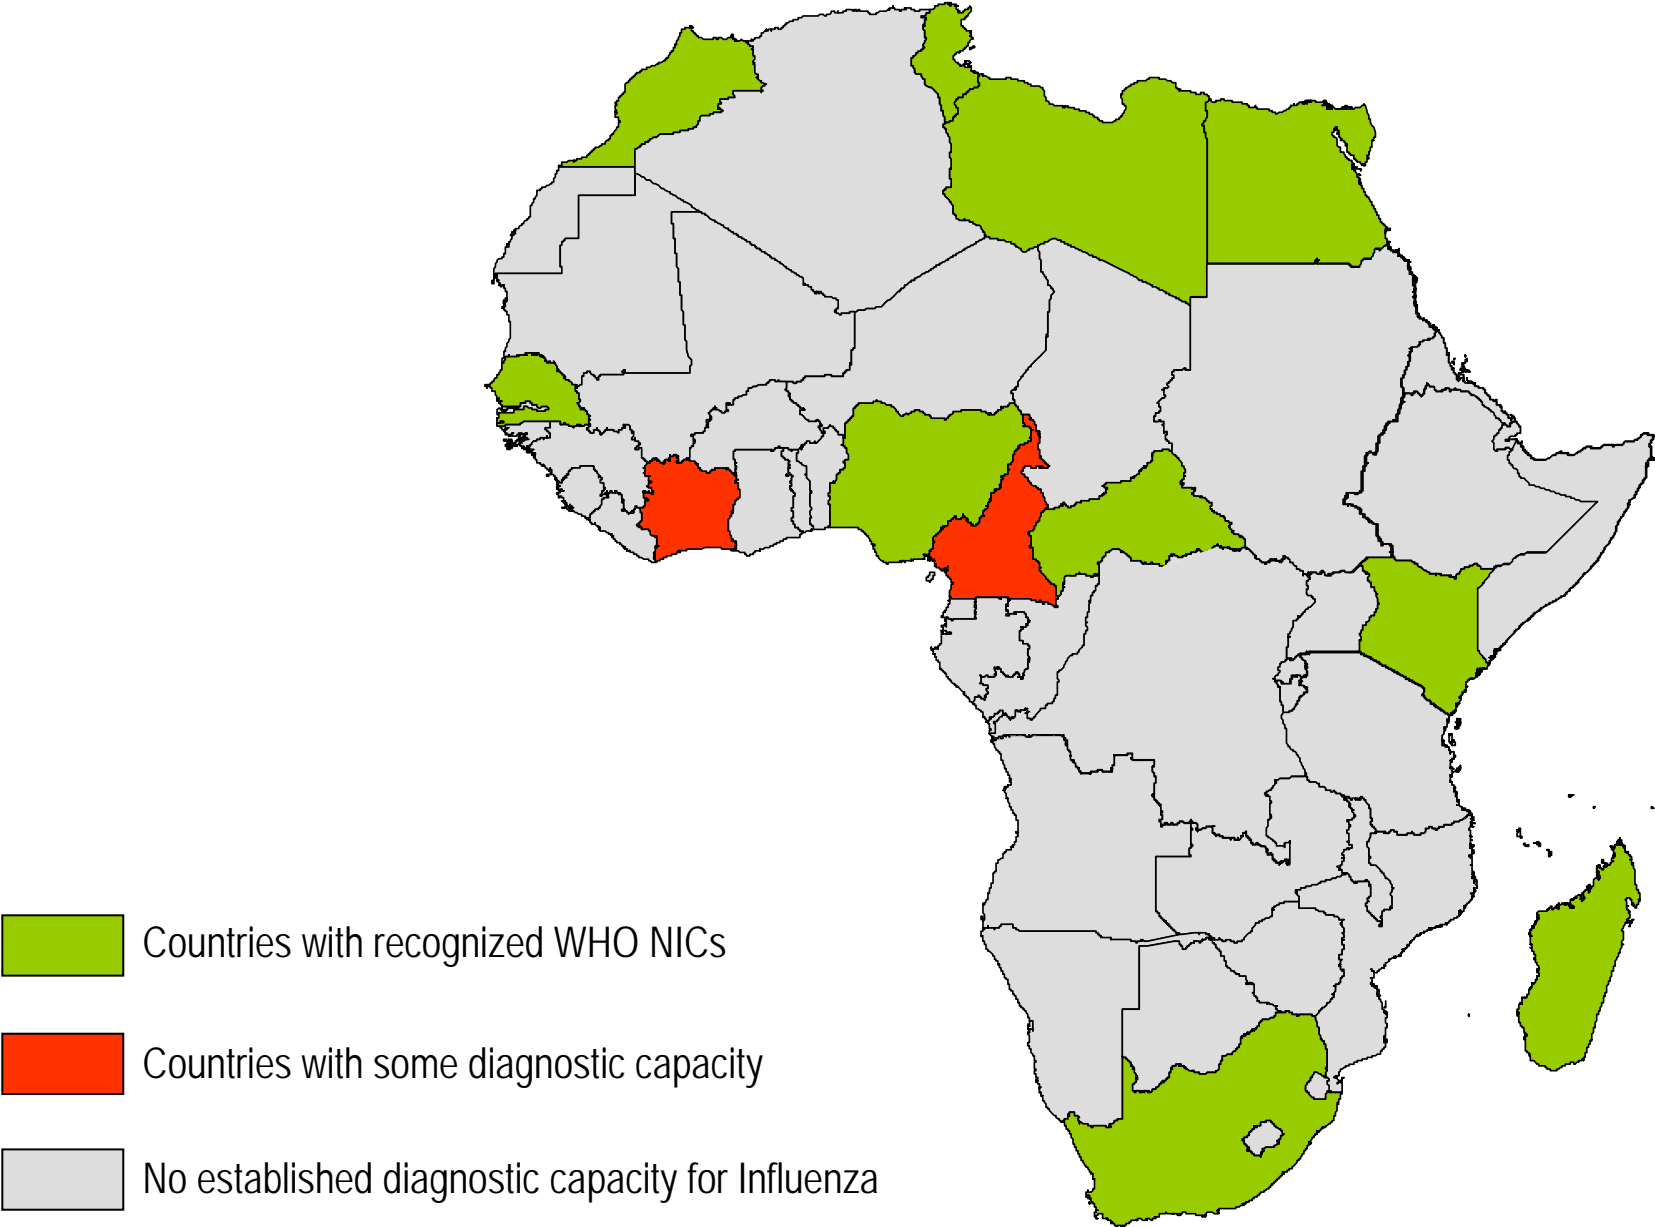 Countries with recognized WHO NICs
Countries with some diagnostic capacity
No established diagnostic capacity for Influenza